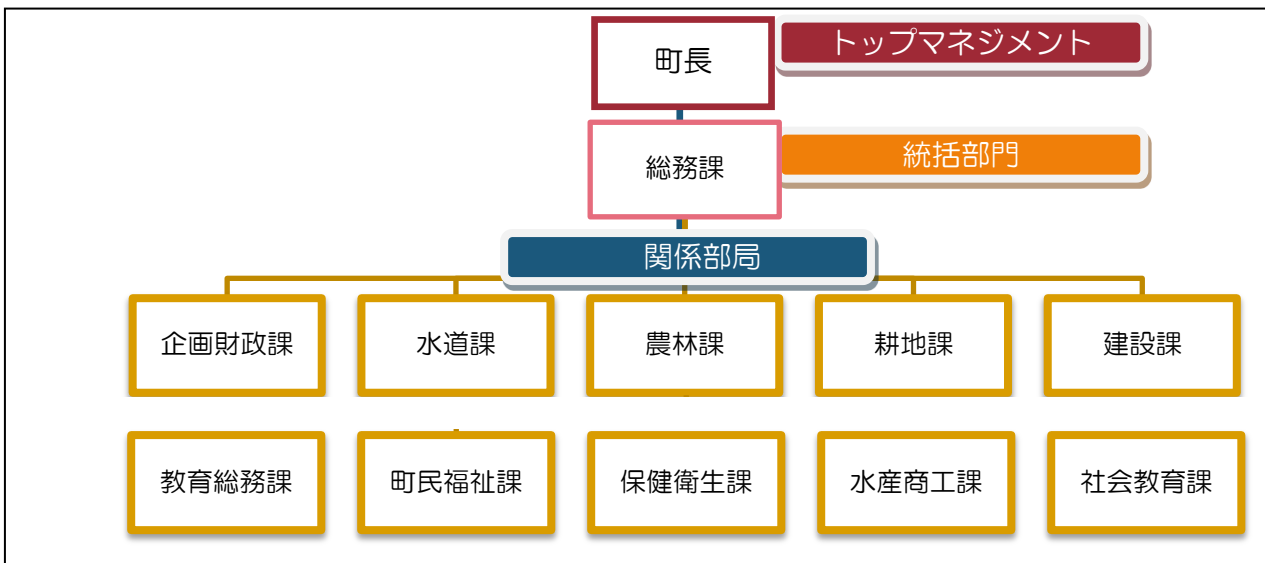 町長
トップマネジメント
総務課
統括部門
関係部局
企画財政課
水道課
農林課
耕地課
建設課
教育総務課
町民福祉課
保健衛生課
水産商工課
社会教育課